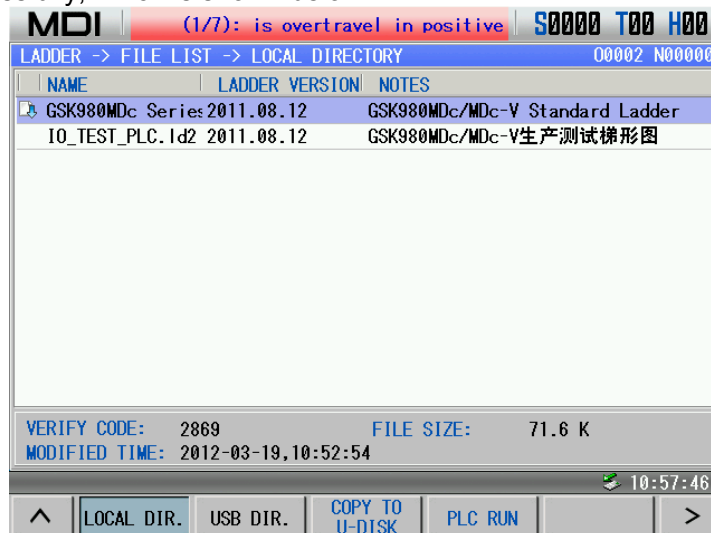 MDI (1/7): is overtravel in positive S0000 T00 H00
LADDER -> FILE LIST -> LOCAL DIRECTORY O0002 N00000
NAME LADDER VERSION NOTES
GSK980MDc Series 2011.08.12 GSK980MDc/MDc-V Standard Ladder
IO_TEST_PLC.ld2 2011.08.12 GSK980MDc/MDc-V生产测试梯形图
VERIFY CODE: 2869 FILE SIZE: 71.6 K
MODIFIED TIME: 2012-03-19,10:52:54
10:57:46
^ LOCAL DIR. USB DIR. COPY TO U-DISK PLC RUN >